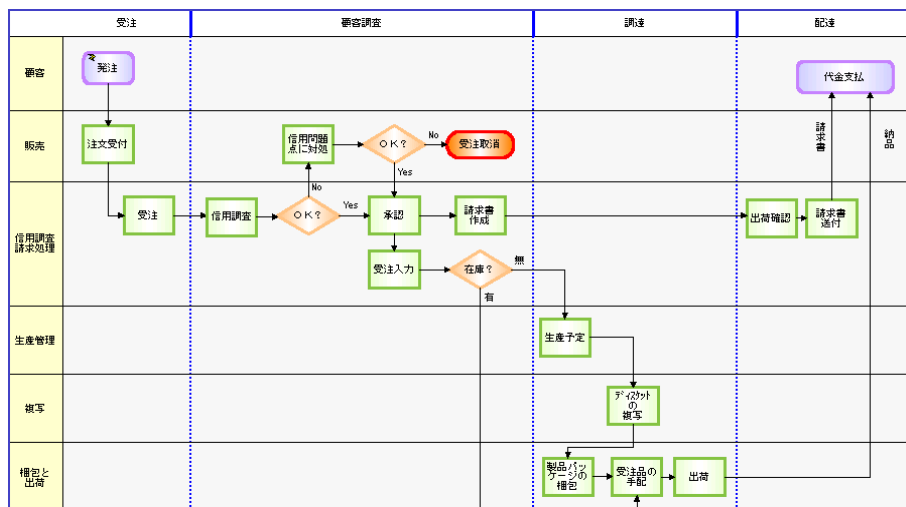 受注
顧客調査
調達
配達
顧客
発注
代金支払
販売
注文受付
信用問題
点に対処
OK?
No
受注取消
請求書
納品
Yes
No
信用調査
請求処理
受注
信用調査
OK?
Yes
承認
請求書
作成
出荷確認
請求書
送付
受注入力
在庫?
無
有
生産管理
生産予定
複写
ディスケット
の
複写
梱包と
出荷
製品パッ
ケージの
梱包
受注品の
手配
出荷